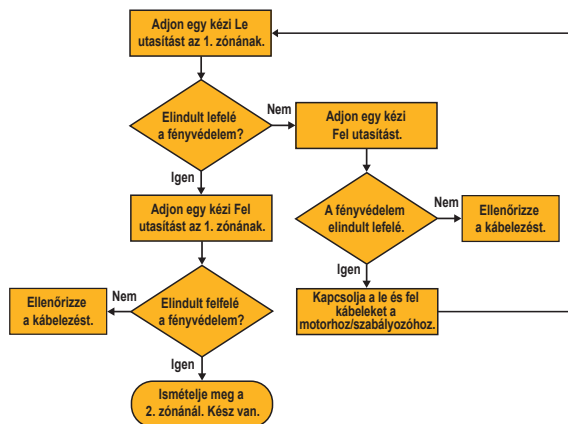 Adjon egy kézi Le
utasítást az 1. zónának.
Elindult lefelé
a fényvédelem?
Nem
Adjon egy kézi
Fel utasítást.
Igen
Adjon egy kézi Fel
utasítást az 1. zónának.
A fényvédelem
elindult lefelé.
Nem
Ellenőrizze
a kábelezést.
Igen
Kapcsolja a le és fel
kábeleket a
motorhoz/szabályozóhoz.
Elindult felfelé
a fényvédelem?
Nem
Ellenőrizze
a kábelezést.
Igen
Ismételje meg a
2. zónánál. Kész van.